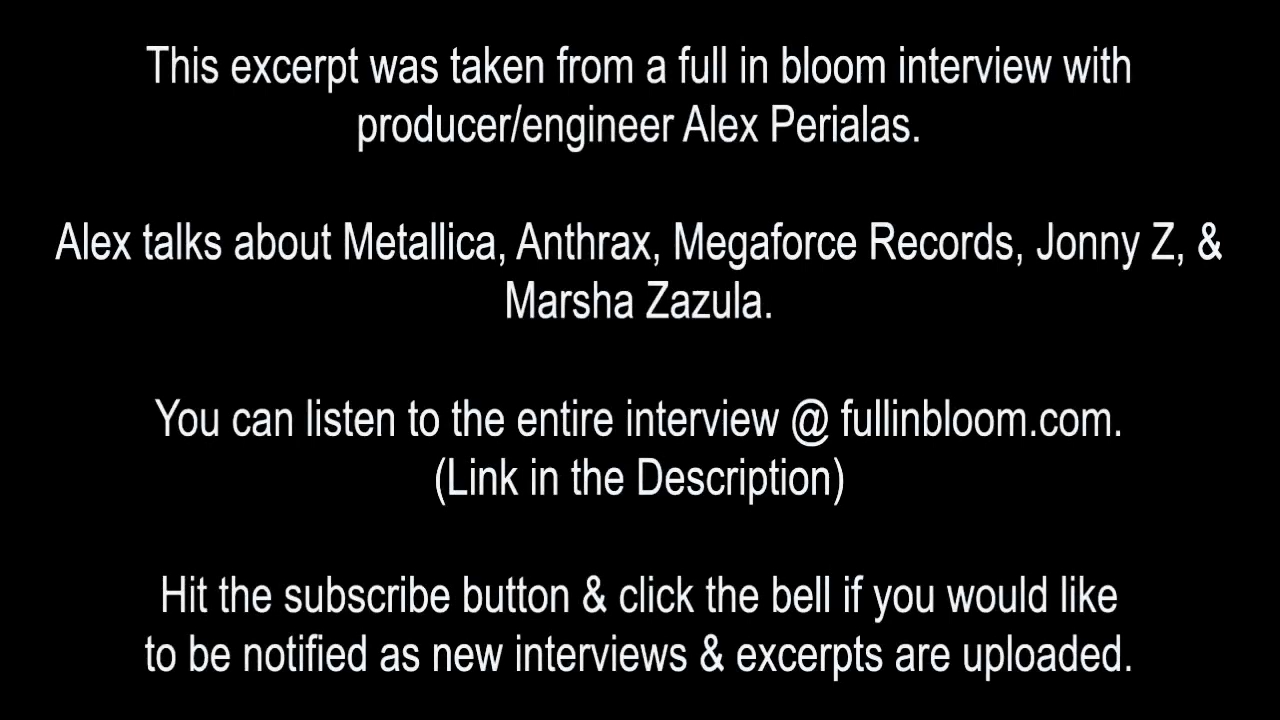 This excerpt was taken from a full in bloom interview with
producer/engineer Alex Perialas.
Alex talks about Metallica, Anthrax, Megaforce Records, Jonny Z, &
Marsha Zazula.
You can listen to the entire interview @ fullinbloom.com.
(Link in the Description)
Hit the subscribe button & click the bell if you would like
to be notified as new interviews & excerpts are uploaded.